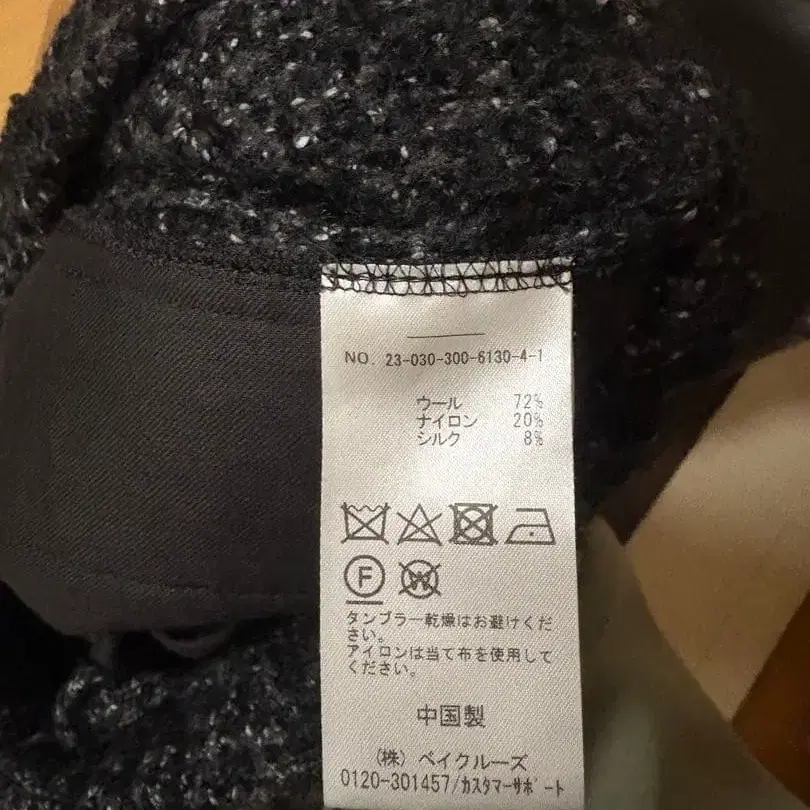 NO. 23-030-300-6130-4-1
ウール 72%
ナイロン 20%
シルク 8%
F W
タンブラー乾燥はお避けくだ
さい。
アイロンは当て布を使用して
ください。
中国製
(株) ベイクルーズ
0120-301457/カスタマーサポート